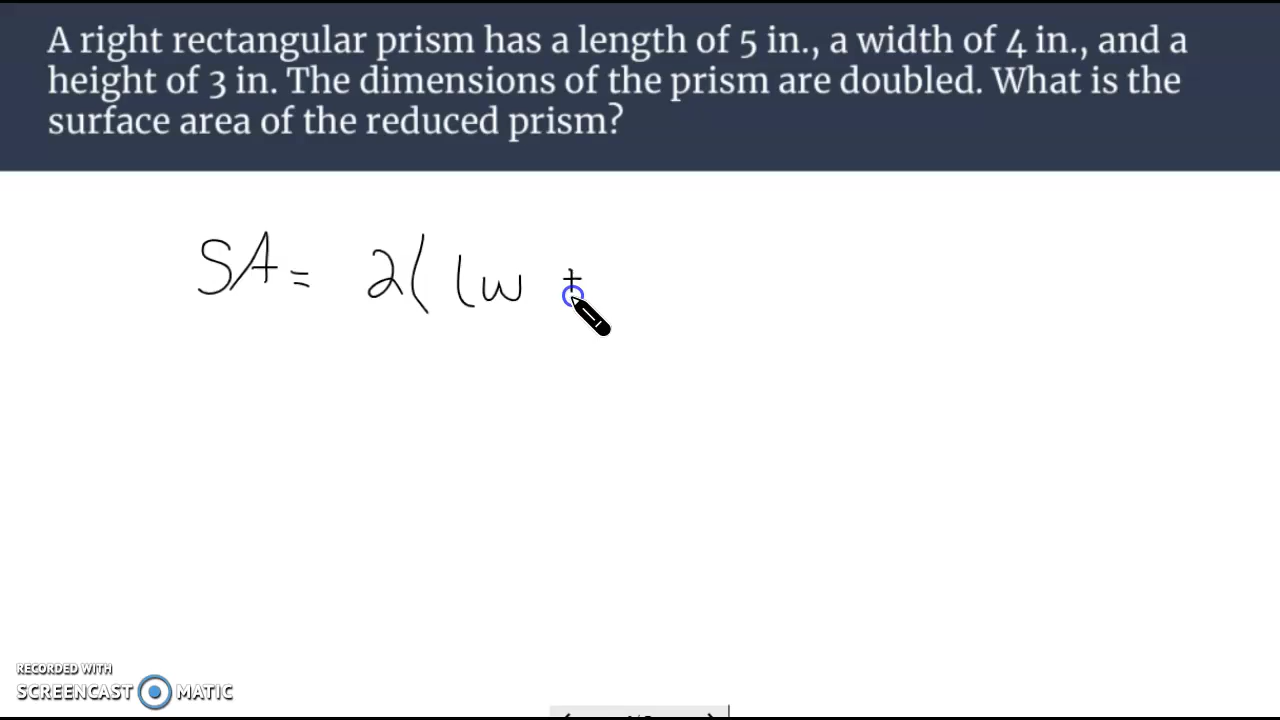 A right rectangular prism has a length of 5 in., a width of 4 in., and a
height of 3 in. The dimensions of the prism are doubled. What is the
surface area of the reduced prism?
SA = 2( lw +
RECORDED WITH
SCREENCAST MATIC